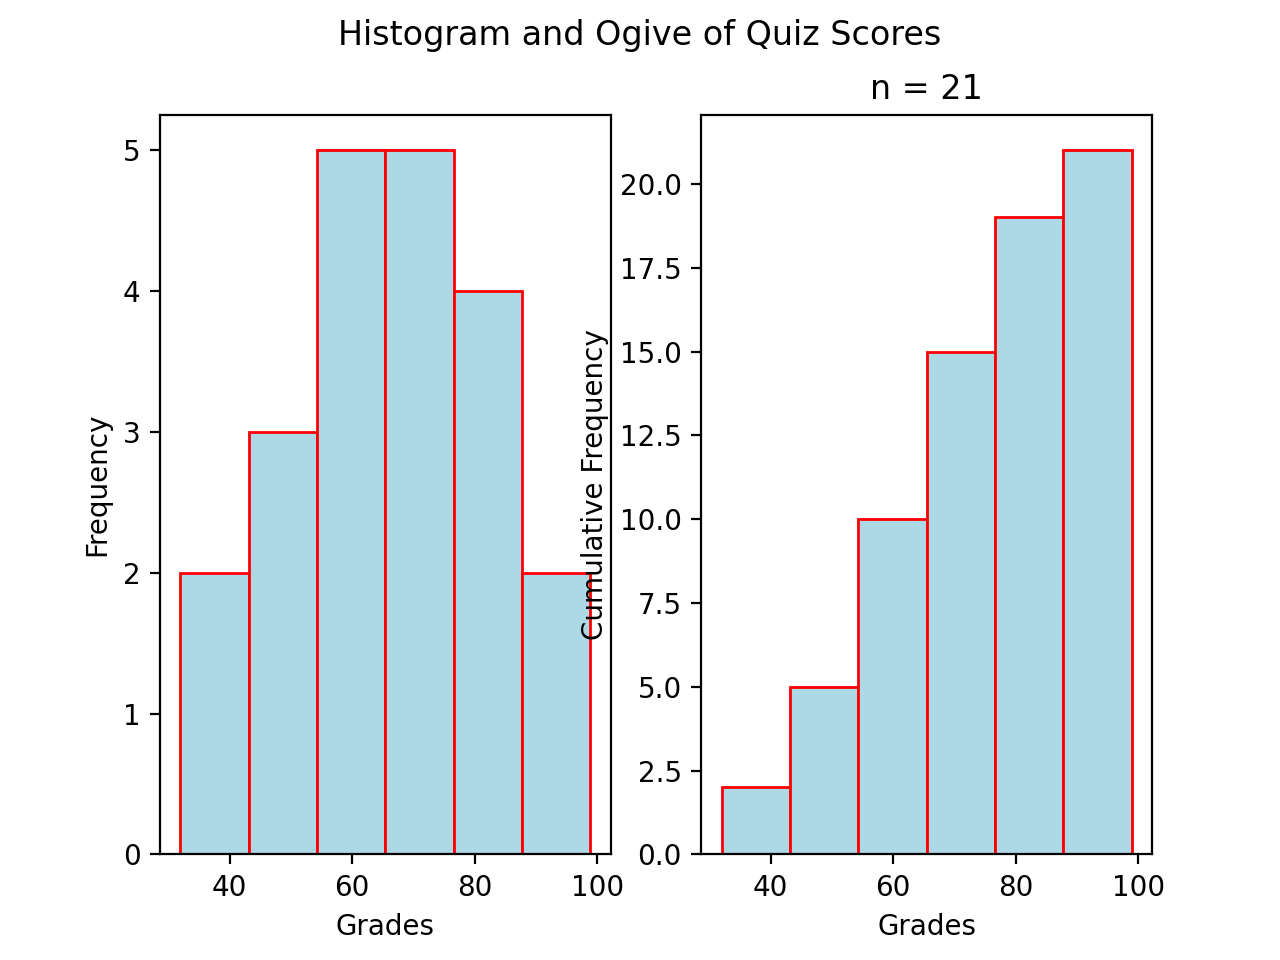 Histogram and Ogive of Quiz Scores
5
4
3
2
1
0
Frequency
40 60 80 100
Grades
n = 21
20.0
17.5
15.0
12.5
10.0
7.5
5.0
2.5
0.0
Cumulative Frequency
40 60 80 100
Grades